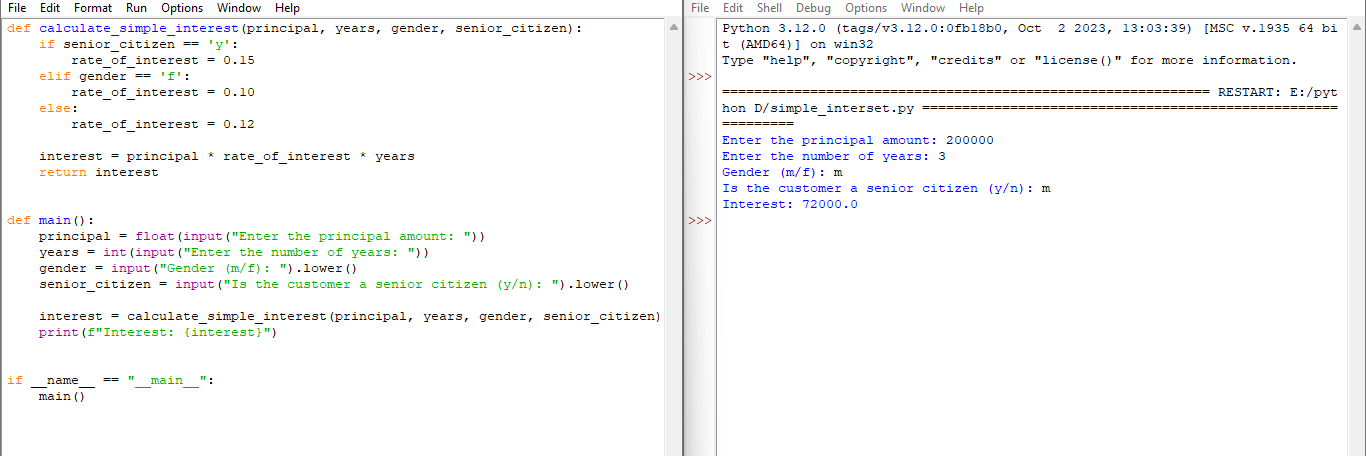 File Edit Format Run Options Window Help
def calculate_simple_interest(principal, years, gender, senior_citizen):
    if senior_citizen == 'y':
        rate_of_interest = 0.15
    elif gender == 'f':
        rate_of_interest = 0.10
    else:
        rate_of_interest = 0.12
    interest = principal * rate_of_interest * years
    return interest
def main():
    principal = float(input("Enter the principal amount: "))
    years = int(input("Enter the number of years: "))
    gender = input("Gender (m/f): ").lower()
    senior_citizen = input("Is the customer a senior citizen (y/n): ").lower()
    interest = calculate_simple_interest(principal, years, gender, senior_citizen)
    print(f"Interest: {interest}")
if __name__ == "__main__":
    main()
File Edit Shell Debug Options Window Help
Python 3.12.0 (tags/v3.12.0:0fb18b0, Oct  2 2023, 13:03:39) [MSC v.1935 64 bi
t (AMD64)] on win32
Type "help", "copyright", "credits" or "license()" for more information.
>>>
============================================================= RESTART: E:/pyt
hon D/simple_interset.py ====================================================
=========
Enter the principal amount: 200000
Enter the number of years: 3
Gender (m/f): m
Is the customer a senior citizen (y/n): m
Interest: 72000.0
>>>